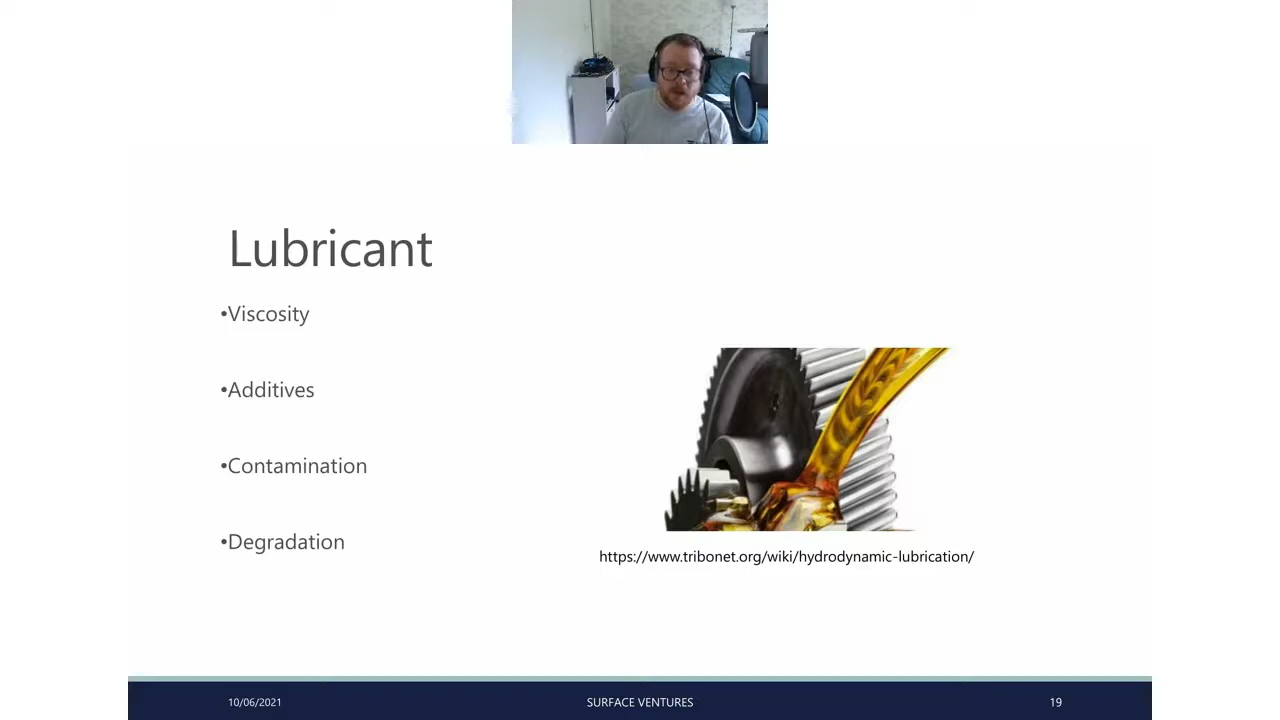 Lubricant
•Viscosity
•Additives
•Contamination
•Degradation
https://www.tribonet.org/wiki/hydrodynamic-lubrication/
10/06/2021
SURFACE VENTURES
19